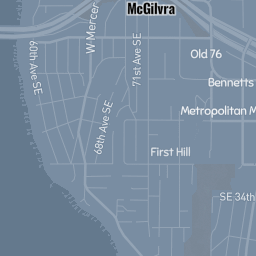 McGilvra
60th Ave SE
W Mercer
71st Ave SE
Old 76
Bennetts
68th Ave SE
Metropolitan M
First Hill
SE 34th